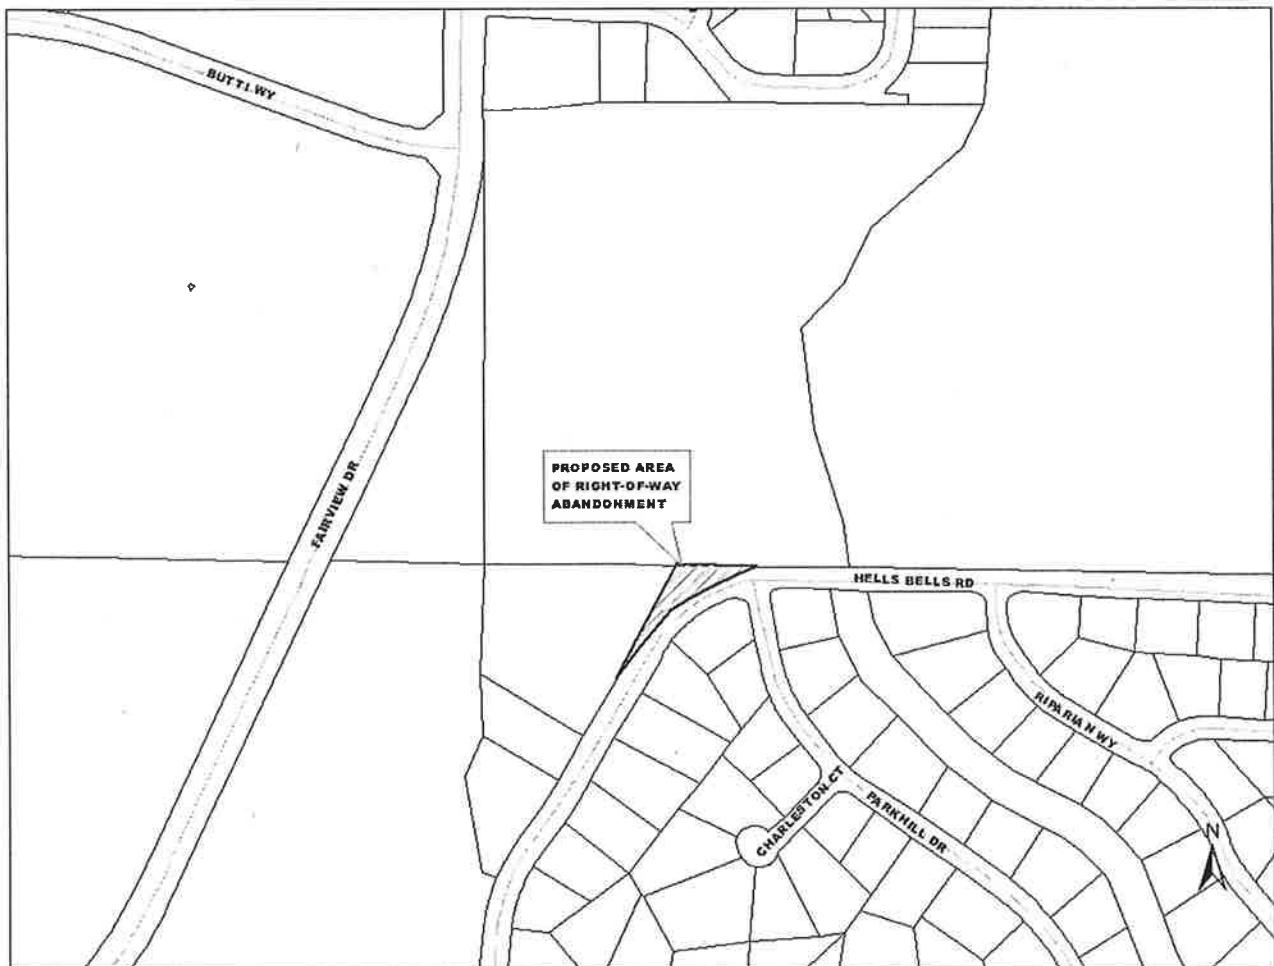 BUTTI WY
FAIRVIEW DR
PROPOSED AREA
OF RIGHT-OF-WAY
ABANDONMENT
HELLS BELLS RD
RIPARIAN WY
CHARLESTON CT
PARKHILL DR
N